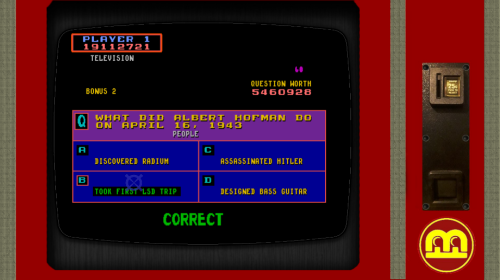 PLAYER 1
19112721
TELEVISION
60
BONUS 2
QUESTION WORTH
5460928
Q WHAT DID ALBERT HOFMAN DO
ON APRIL 16, 1943
PEOPLE
A DISCOVERED RADIUM
C ASSASSINATED HITLER
B TOOK FIRST LSD TRIP
D DESIGNED BASS GUITAR
CORRECT